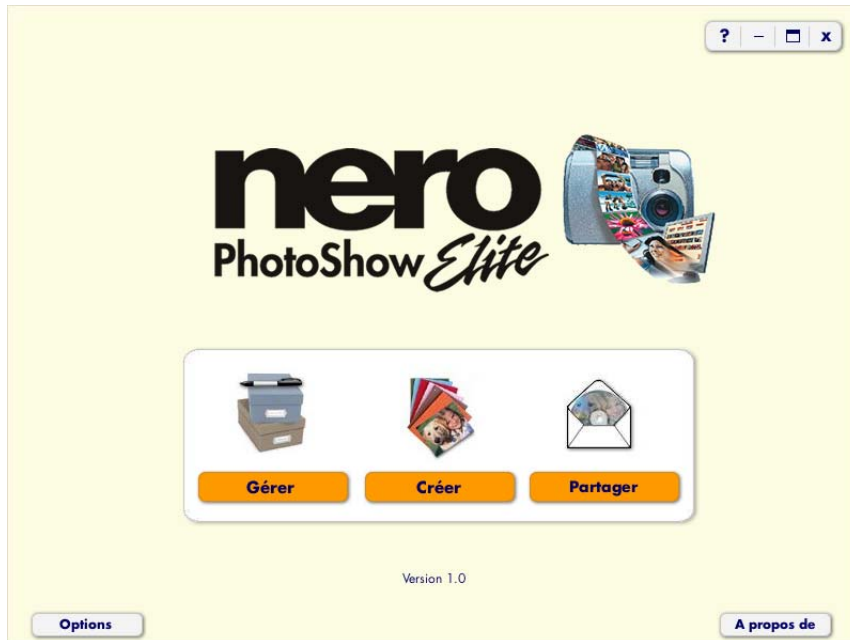 ?
x
nero
PhotoShow Elite
Gérer
Créer
Partager
Version 1.0
Options
A propos de